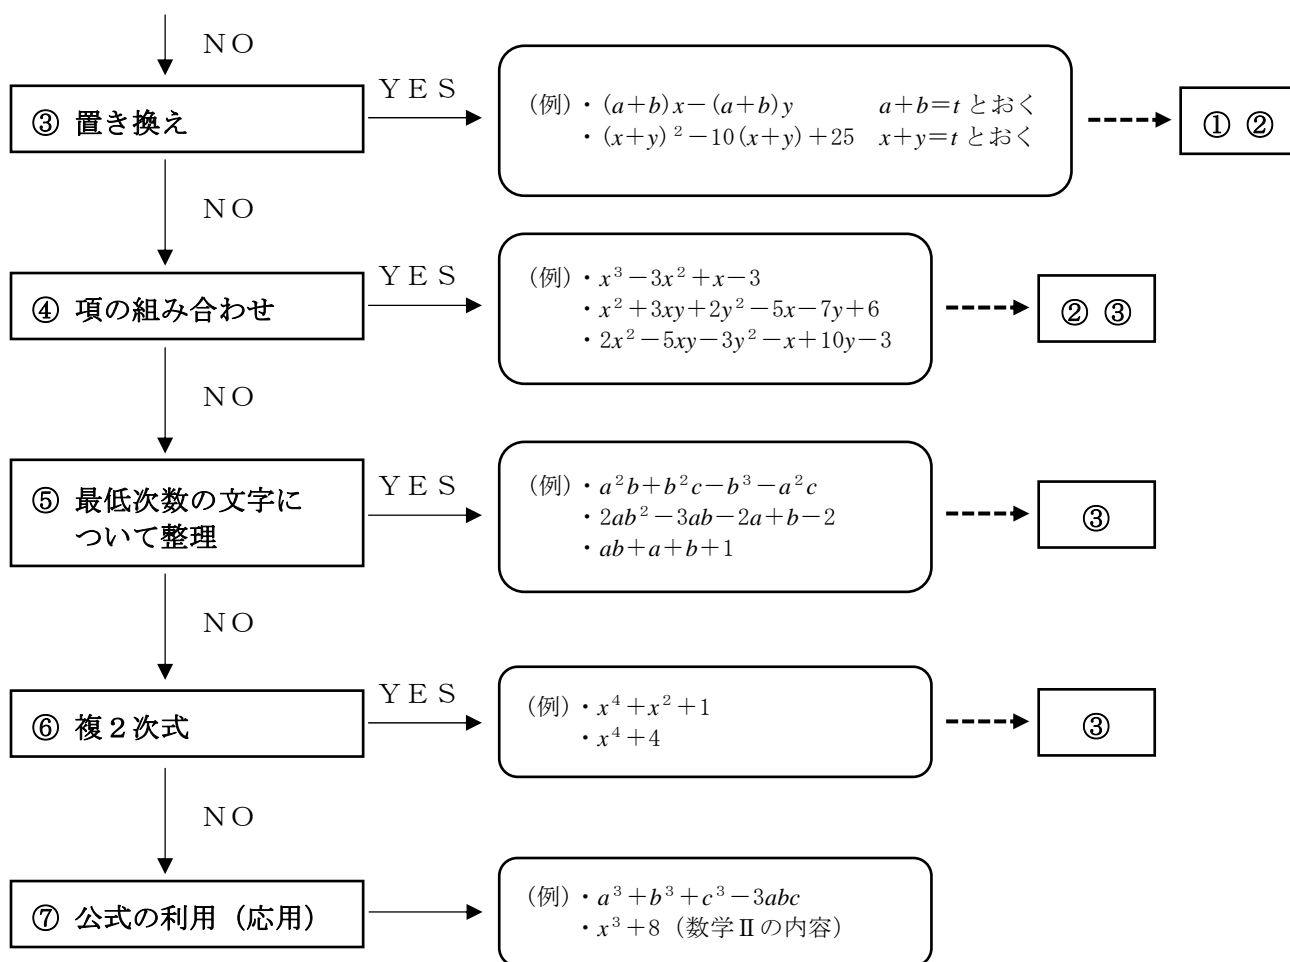 NO
③ 置き換え
YES
(例)・(a+b)x−(a+b)y a+b=t とおく
・(x+y)²−10(x+y)+25 x+y=t とおく
① ②
NO
④ 項の組み合わせ
YES
(例)・x³−3x²+x−3
・x²+3xy+2y²−5x−7y+6
・2x²−5xy−3y²−x+10y−3
② ③
NO
⑤ 最低次数の文字に
ついて整理
YES
(例)・a²b+b²c−b³−a²c
・2ab²−3ab−2a+b−2
・ab+a+b+1
③
NO
⑥ 複2次式
YES
(例)・x⁴+x²+1
・x⁴+4
③
NO
⑦ 公式の利用(応用)
(例)・a³+b³+c³−3abc
・x³+8(数学Ⅱの内容)